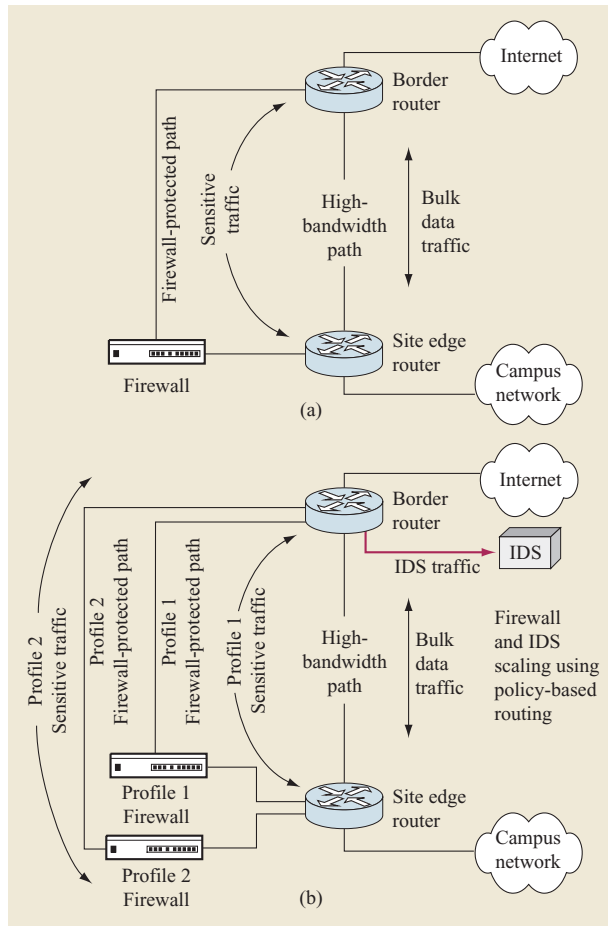 Internet
Border
router
Firewall-protected path
Sensitive
traffic
High-
bandwidth
path
Bulk
data
traffic
Firewall
Site edge
router
Campus
network
(a)
Internet
Border
router
IDS traffic
IDS
Profile 2
Sensitive traffic
Profile 2
Firewall-protected path
Profile 1
Firewall-protected path
Profile 1
Sensitive traffic
High-
bandwidth
path
Bulk
data
traffic
Firewall
and IDS
scaling using
policy-based
routing
Profile 1
Firewall
Site edge
router
Profile 2
Firewall
Campus
network
(b)